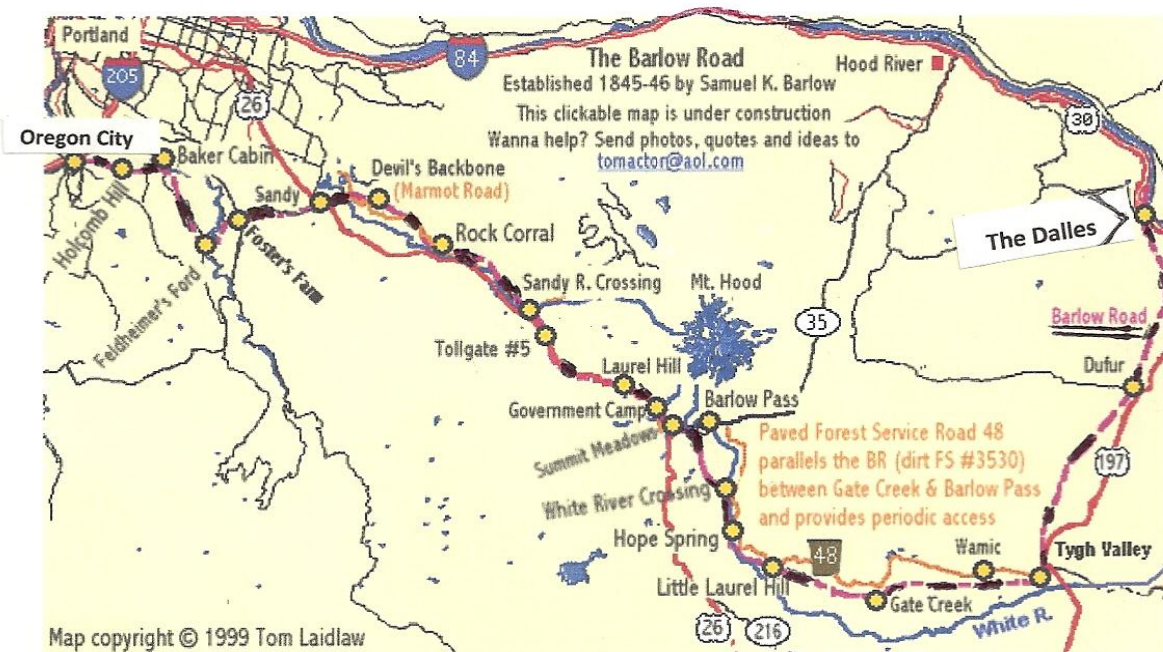 Portland
84
The Barlow Road
Established 1845-46 by Samuel K. Barlow
This clickable map is under construction
Wanna help? Send photos, quotes and ideas to
tomactor@aol.com
Hood River
205
26
30
Oregon City
Baker Cabin
Holcomb Hill
Feldheimer's Ford
Foster's Farm
Sandy
Devil's Backbone
(Marmot Road)
Rock Corral
The Dalles
Sandy R. Crossing
Mt. Hood
35
Barlow Road
Tollgate #5
Laurel Hill
Dufur
Government Camp
Barlow Pass
Summit Meadows
Paved Forest Service Road 48
parallels the BR (dirt FS #3530)
between Gate Creek & Barlow Pass
and provides periodic access
197
White River Crossing
Hope Spring
48
Wamic
Tygh Valley
Little Laurel Hill
Gate Creek
White R.
26
216
Map copyright © 1999 Tom Laidlaw